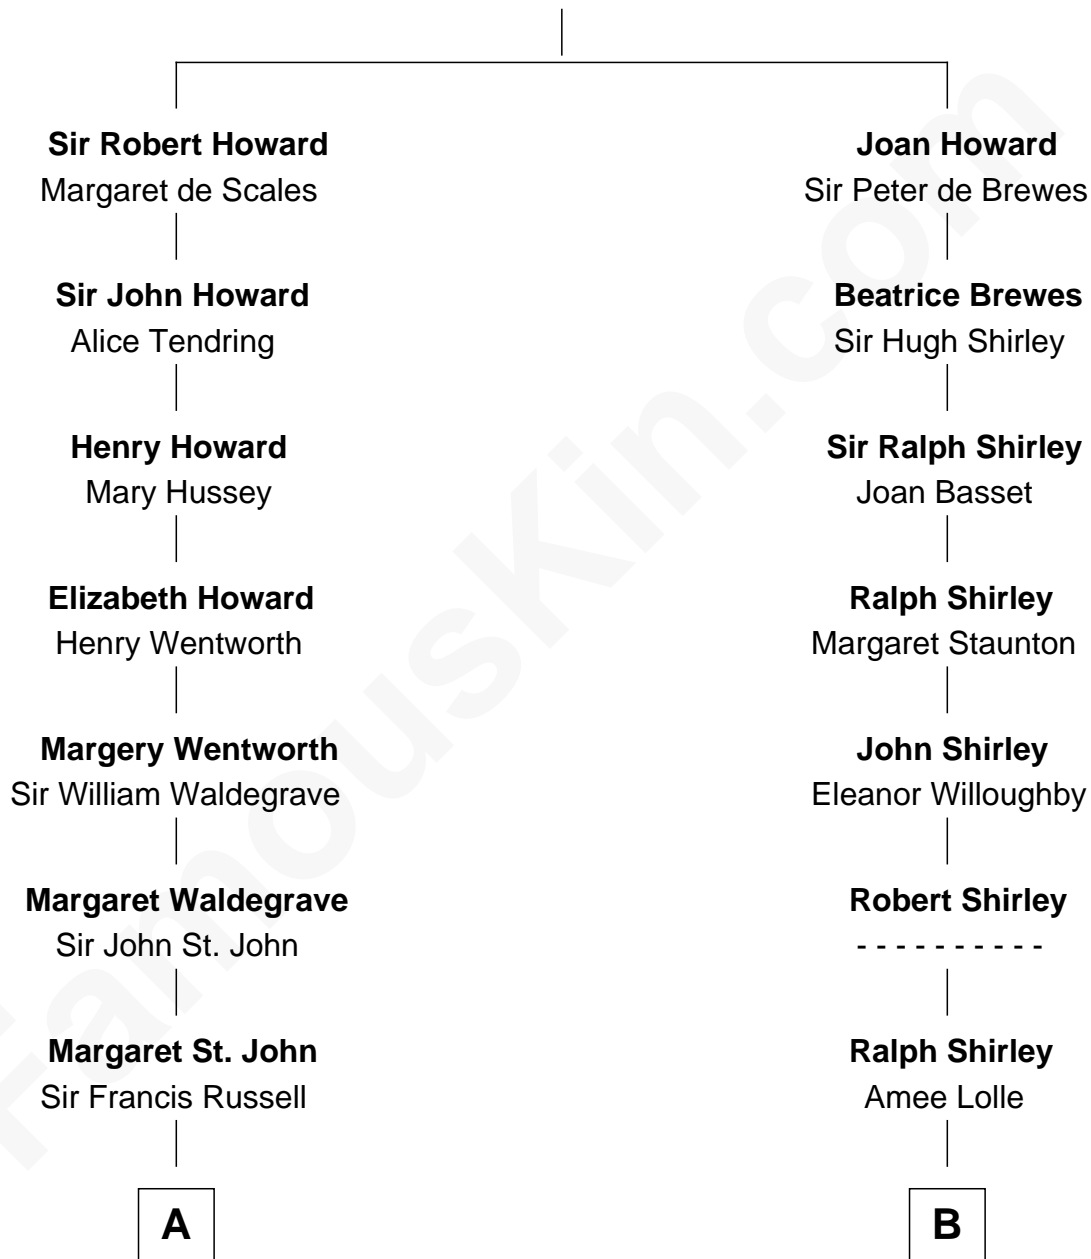 Sir Robert Howard
Margaret de Scales
Joan Howard
Sir Peter de Brewes
Sir John Howard
Alice Tendring
Beatrice Brewes
Sir Hugh Shirley
Henry Howard
Mary Hussey
Sir Ralph Shirley
Joan Basset
Elizabeth Howard
Henry Wentworth
Ralph Shirley
Margaret Staunton
Margery Wentworth
Sir William Waldegrave
John Shirley
Eleanor Willoughby
Margaret Waldegrave
Sir John St. John
Robert Shirley
- - - - - - - - - -
Margaret St. John
Sir Francis Russell
Ralph Shirley
Amee Lolle
A
B
FamousKin.com